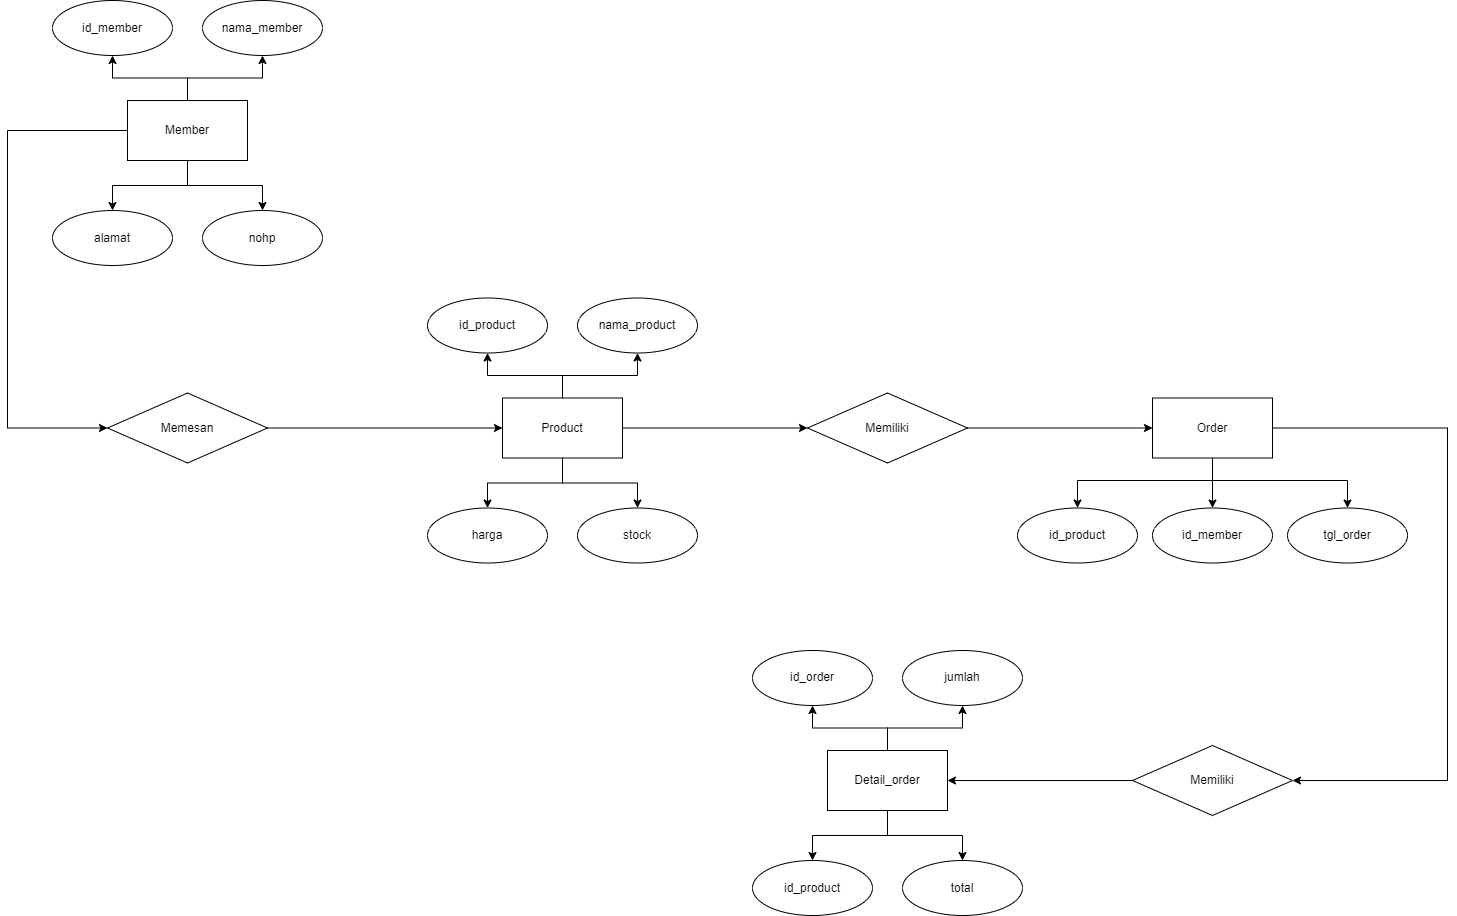 id_member
nama_member
Member
alamat
nohp
id_product
nama_product
Memesan
Product
Memiliki
Order
harga
stock
id_product
id_member
tgl_order
id_order
jumlah
Detail_order
Memiliki
id_product
total